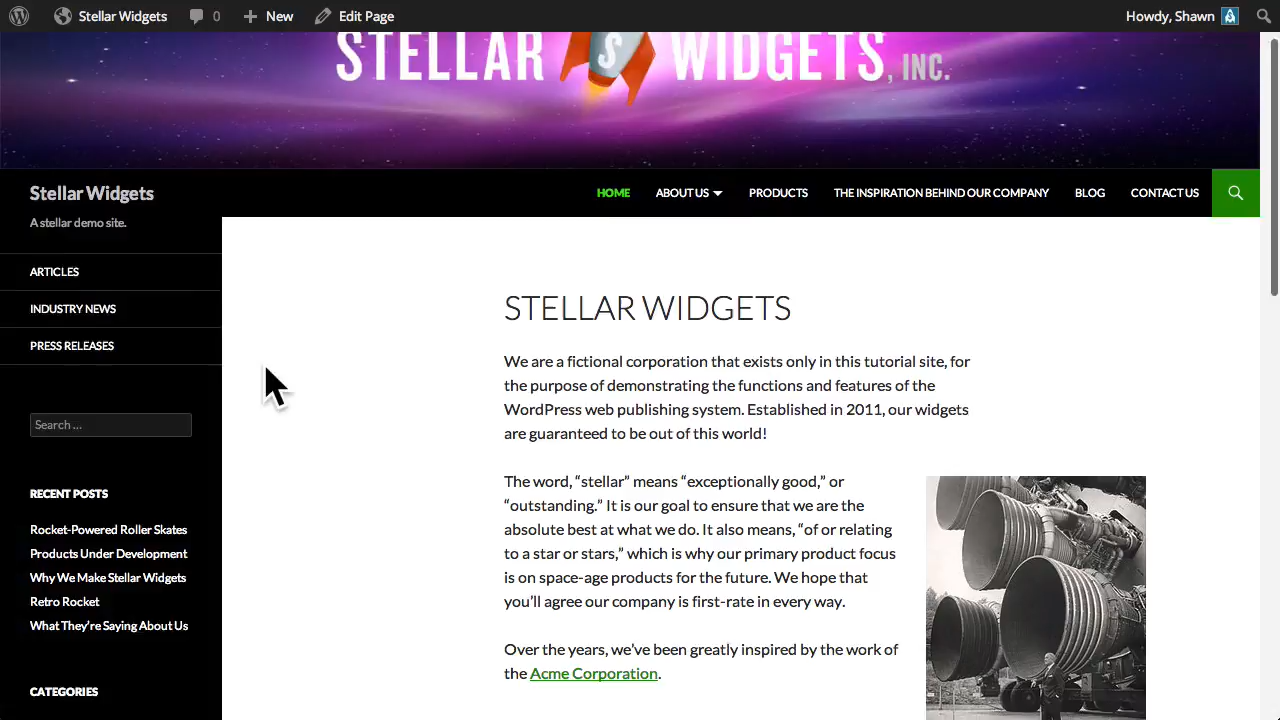 Stellar Widgets 0 New Edit Page Howdy, Shawn
STELLAR S WIDGETS, INC.
Stellar Widgets
A stellar demo site.
HOME ABOUT US PRODUCTS THE INSPIRATION BEHIND OUR COMPANY BLOG CONTACT US
ARTICLES
INDUSTRY NEWS
PRESS RELEASES
Search ...
RECENT POSTS
Rocket-Powered Roller Skates
Products Under Development
Why We Make Stellar Widgets
Retro Rocket
What They’re Saying About Us
CATEGORIES
STELLAR WIDGETS
We are a fictional corporation that exists only in this tutorial site, for
the purpose of demonstrating the functions and features of the
WordPress web publishing system. Established in 2011, our widgets
are guaranteed to be out of this world!
The word, “stellar” means “exceptionally good,” or
“outstanding.” It is our goal to ensure that we are the
absolute best at what we do. It also means, “of or relating
to a star or stars,” which is why our primary product focus
is on space-age products for the future. We hope that
you’ll agree our company is first-rate in every way.
Over the years, we’ve been greatly inspired by the work of
the Acme Corporation.